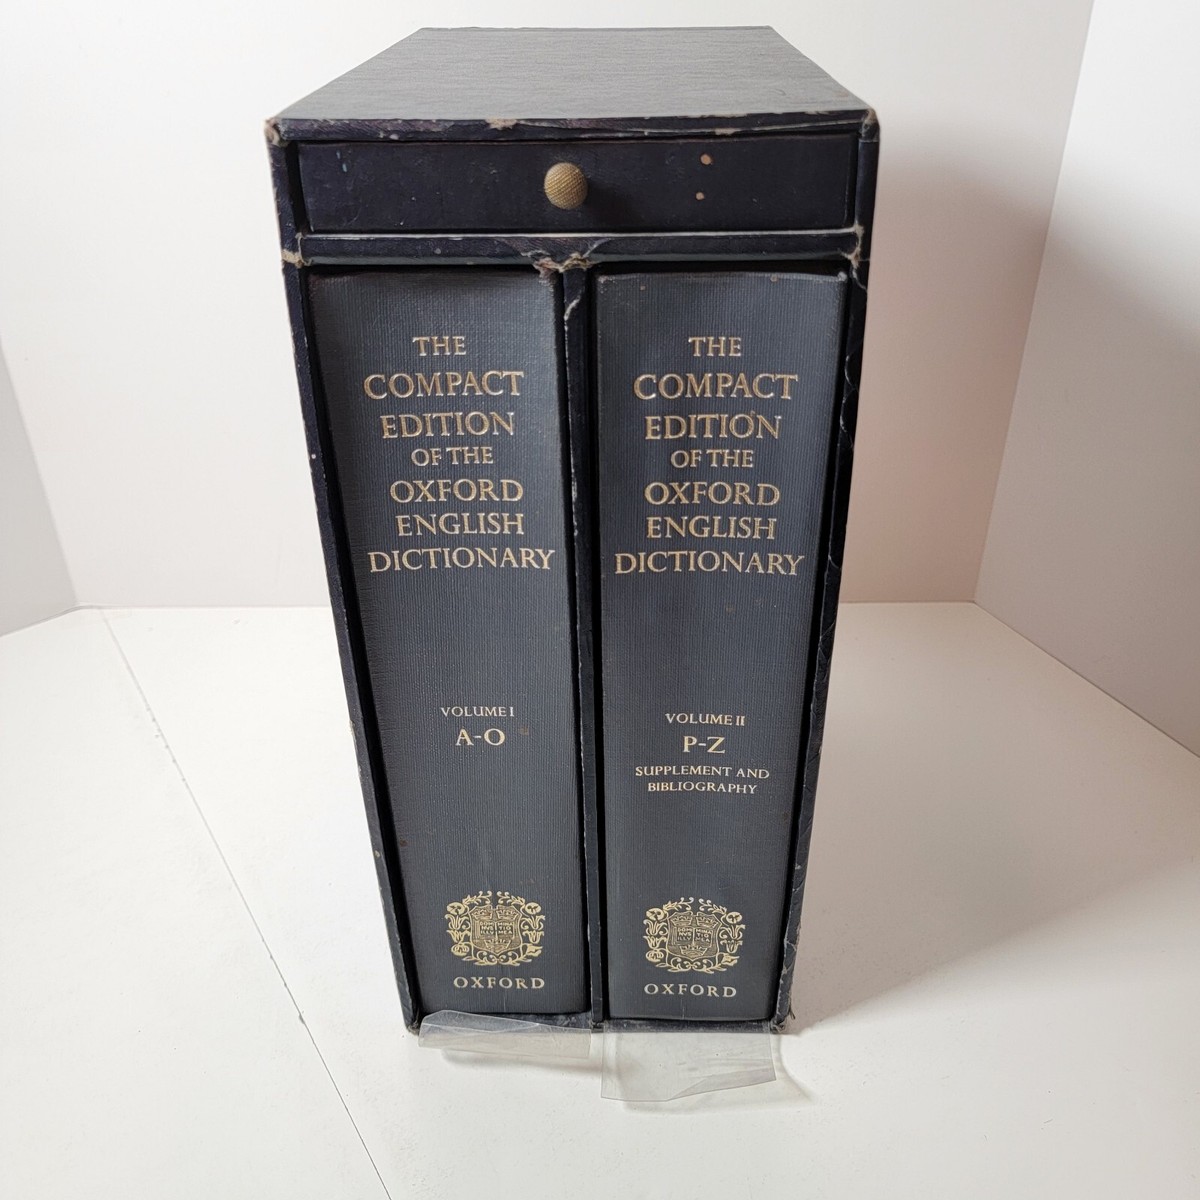 THE
COMPACT
EDITION
OF THE
OXFORD
ENGLISH
DICTIONARY
VOLUME I
A-O
OXFORD
THE
COMPACT
EDITION
OF THE
OXFORD
ENGLISH
DICTIONARY
VOLUME II
P-Z
SUPPLEMENT AND
BIBLIOGRAPHY
OXFORD